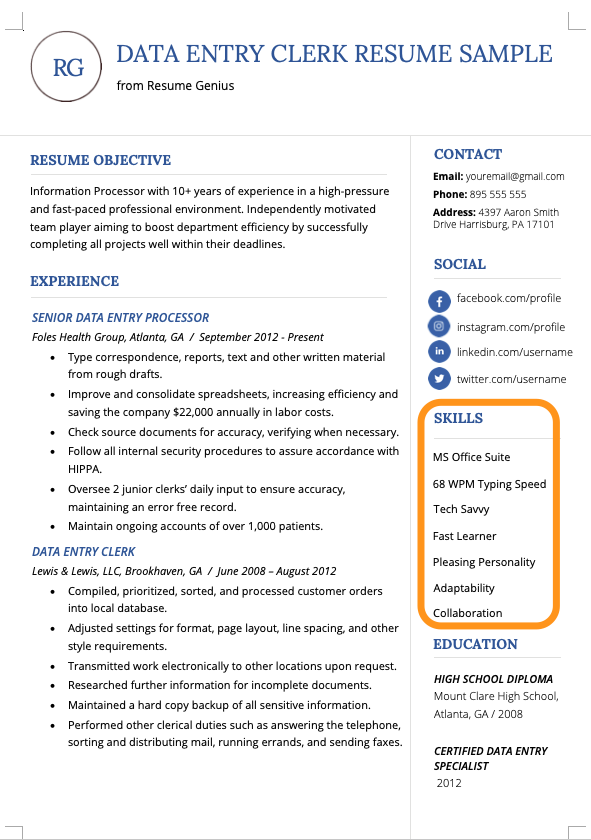 RG
DATA ENTRY CLERK RESUME SAMPLE
from Resume Genius
RESUME OBJECTIVE
Information Processor with 10+ years of experience in a high-pressure
and fast-paced professional environment. Independently motivated
team player aiming to boost department efficiency by successfully
completing all projects well within their deadlines.
EXPERIENCE
SENIOR DATA ENTRY PROCESSOR
Foles Health Group, Atlanta, GA / September 2012 - Present
• Type correspondence, reports, text and other written material
from rough drafts.
• Improve and consolidate spreadsheets, increasing efficiency and
saving the company $22,000 annually in labor costs.
• Check source documents for accuracy, verifying when necessary.
• Follow all internal security procedures to assure accordance with
HIPPA.
• Oversee 2 junior clerks’ daily input to ensure accuracy,
maintaining an error free record.
• Maintain ongoing accounts of over 1,000 patients.
DATA ENTRY CLERK
Lewis & Lewis, LLC, Brookhaven, GA / June 2008 – August 2012
• Compiled, prioritized, sorted, and processed customer orders
into local database.
• Adjusted settings for format, page layout, line spacing, and other
style requirements.
• Transmitted work electronically to other locations upon request.
• Researched further information for incomplete documents.
• Maintained a hard copy backup of all sensitive information.
• Performed other clerical duties such as answering the telephone,
sorting and distributing mail, running errands, and sending faxes.
CONTACT
Email: youremail@gmail.com
Phone: 895 555 555
Address: 4397 Aaron Smith
Drive Harrisburg, PA 17101
SOCIAL
facebook.com/profile
instagram.com/profile
linkedin.com/username
twitter.com/username
SKILLS
MS Office Suite
68 WPM Typing Speed
Tech Savvy
Fast Learner
Pleasing Personality
Adaptability
Collaboration
EDUCATION
HIGH SCHOOL DIPLOMA
Mount Clare High School,
Atlanta, GA / 2008
CERTIFIED DATA ENTRY
SPECIALIST
2012